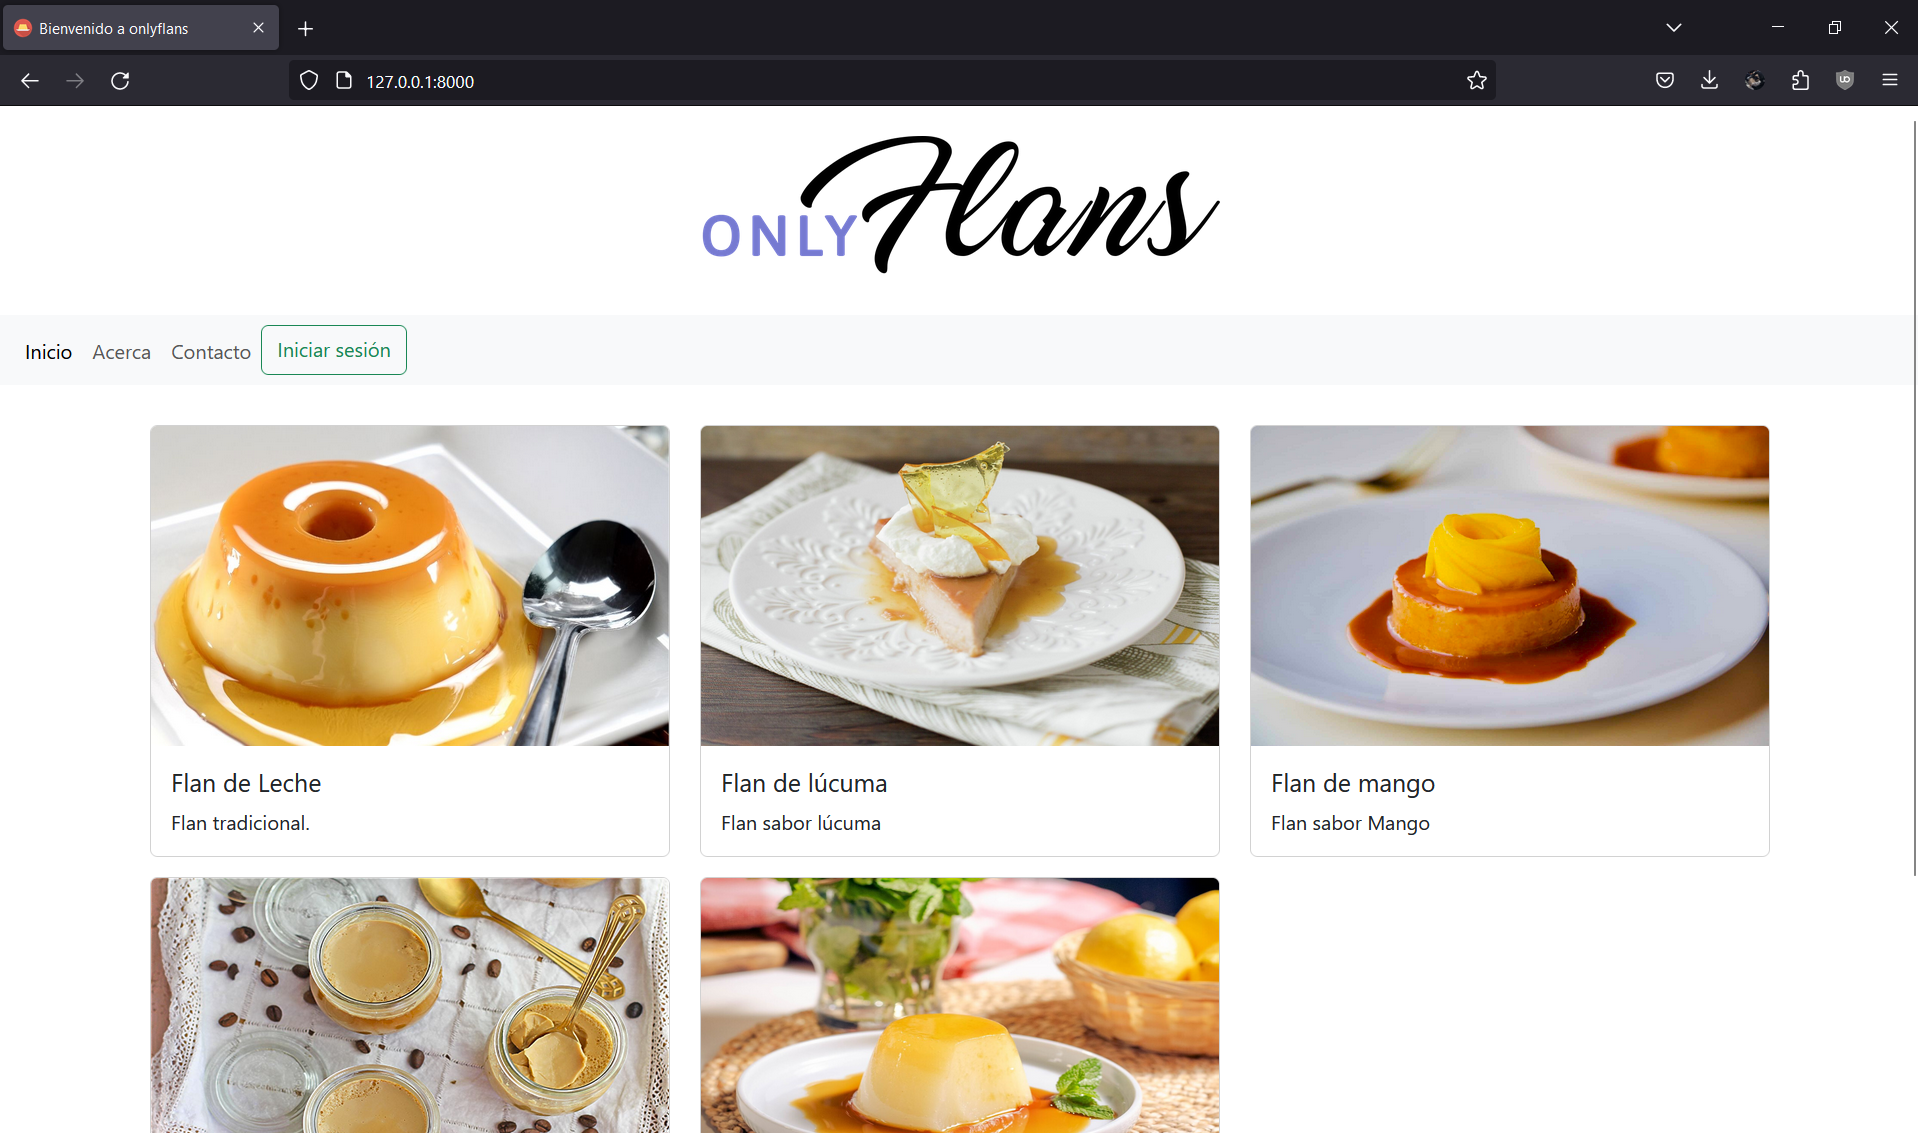 Bienvenido a onlyflans
127.0.0.1:8000
ONLY Flans
Inicio Acerca Contacto Iniciar sesión
Flan de Leche
Flan tradicional.
Flan de lúcuma
Flan sabor lúcuma
Flan de mango
Flan sabor Mango